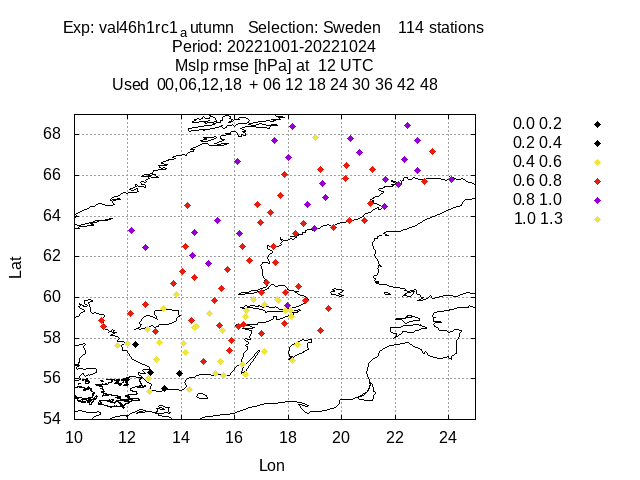 Exp: val46h1rc1autumn Selection: Sweden 114 stations
Period: 20221001-20221024
Mslp rmse [hPa] at 12 UTC
Used 00,06,12,18 + 06 12 18 24 30 36 42 48
0.0 0.2
0.2 0.4
0.4 0.6
0.6 0.8
0.8 1.0
1.0 1.3
68
66
64
62
60
58
56
54
Lat
10 12 14 16 18 20 22 24
Lon